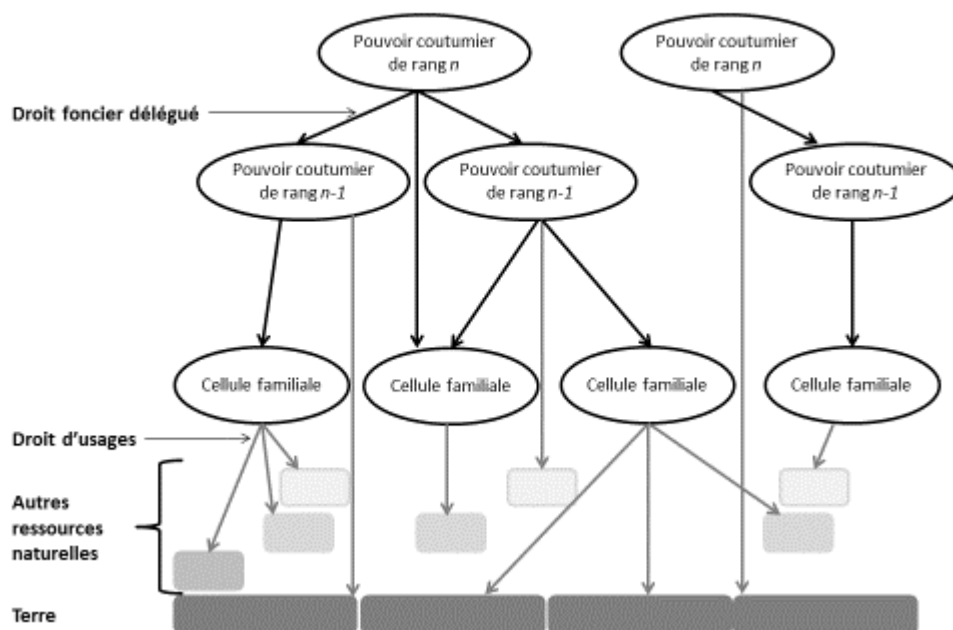 Pouvoir coutumier
de rang n
Pouvoir coutumier
de rang n
Droit foncier délégué
Pouvoir coutumier
de rang n-1
Pouvoir coutumier
de rang n-1
Pouvoir coutumier
de rang n-1
Cellule familiale
Cellule familiale
Cellule familiale
Cellule familiale
Droit d'usages
Autres
ressources
naturelles
Terre